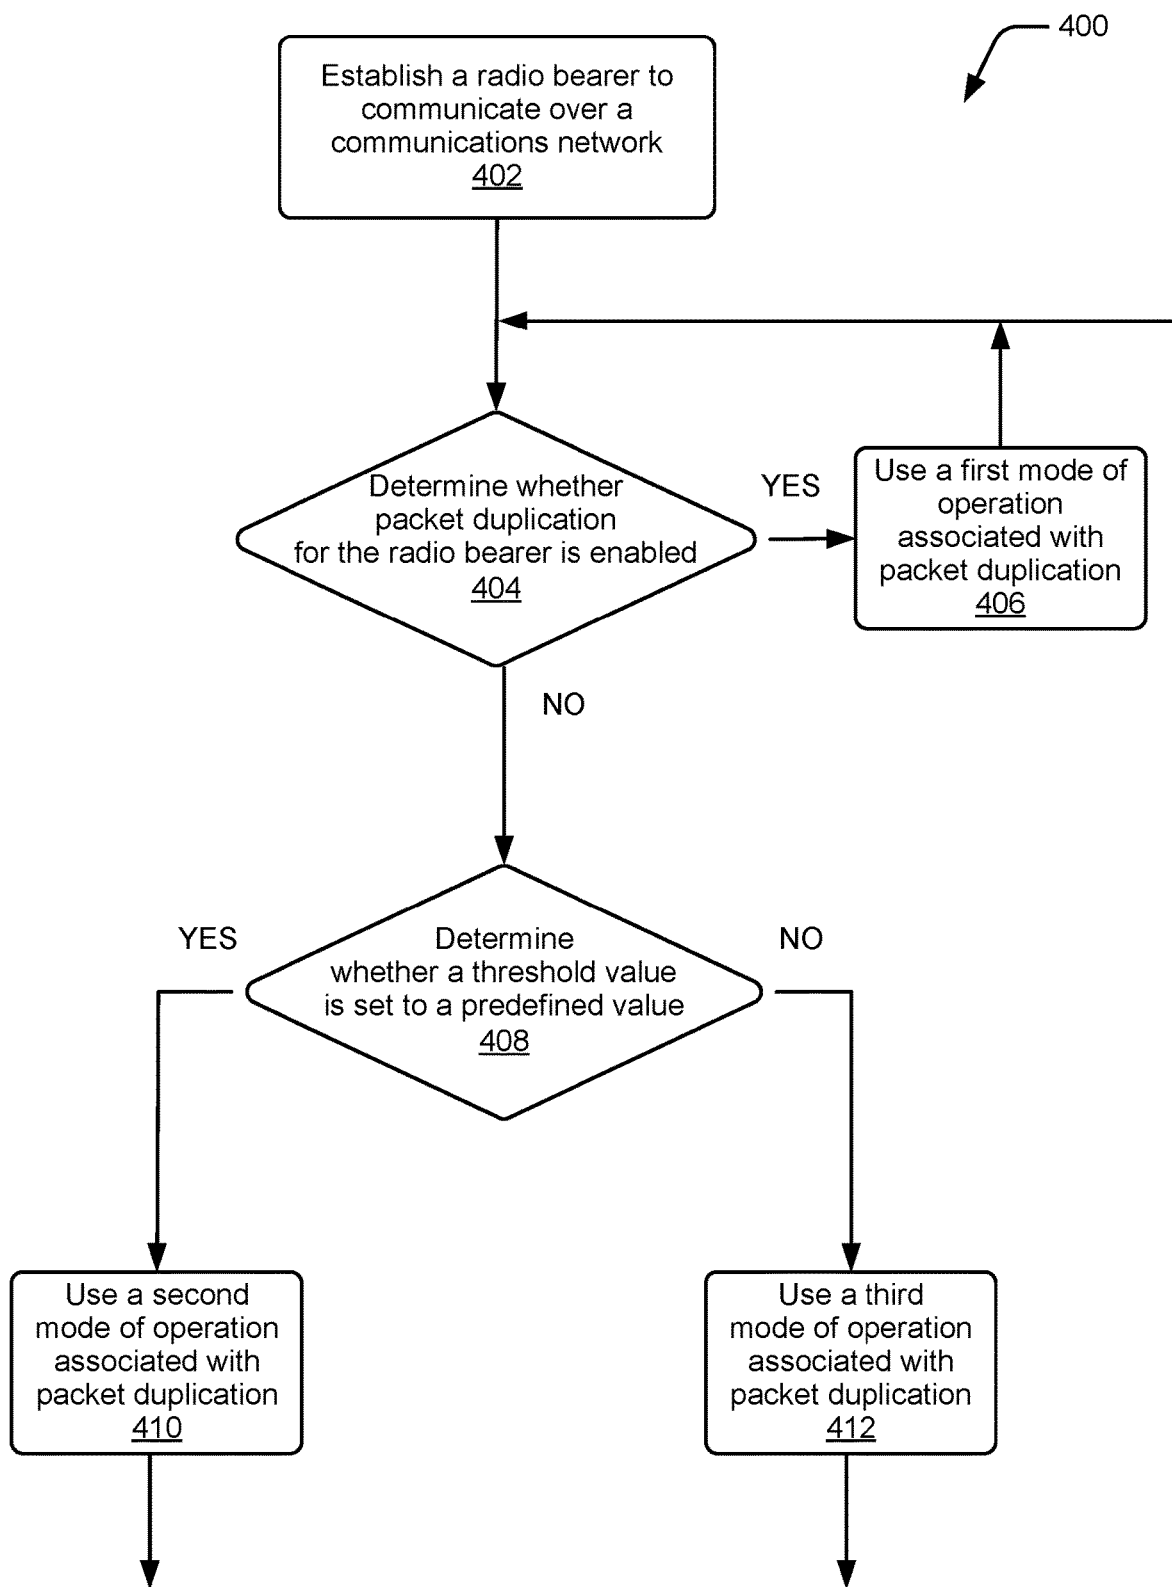 400
Establish a radio bearer to
communicate over a
communications network
402
Determine whether
packet duplication
for the radio bearer is enabled
404
YES
Use a first mode of
operation
associated with
packet duplication
406
NO
Determine
whether a threshold value
is set to a predefined value
408
YES
NO
Use a second
mode of operation
associated with
packet duplication
410
Use a third
mode of operation
associated with
packet duplication
412